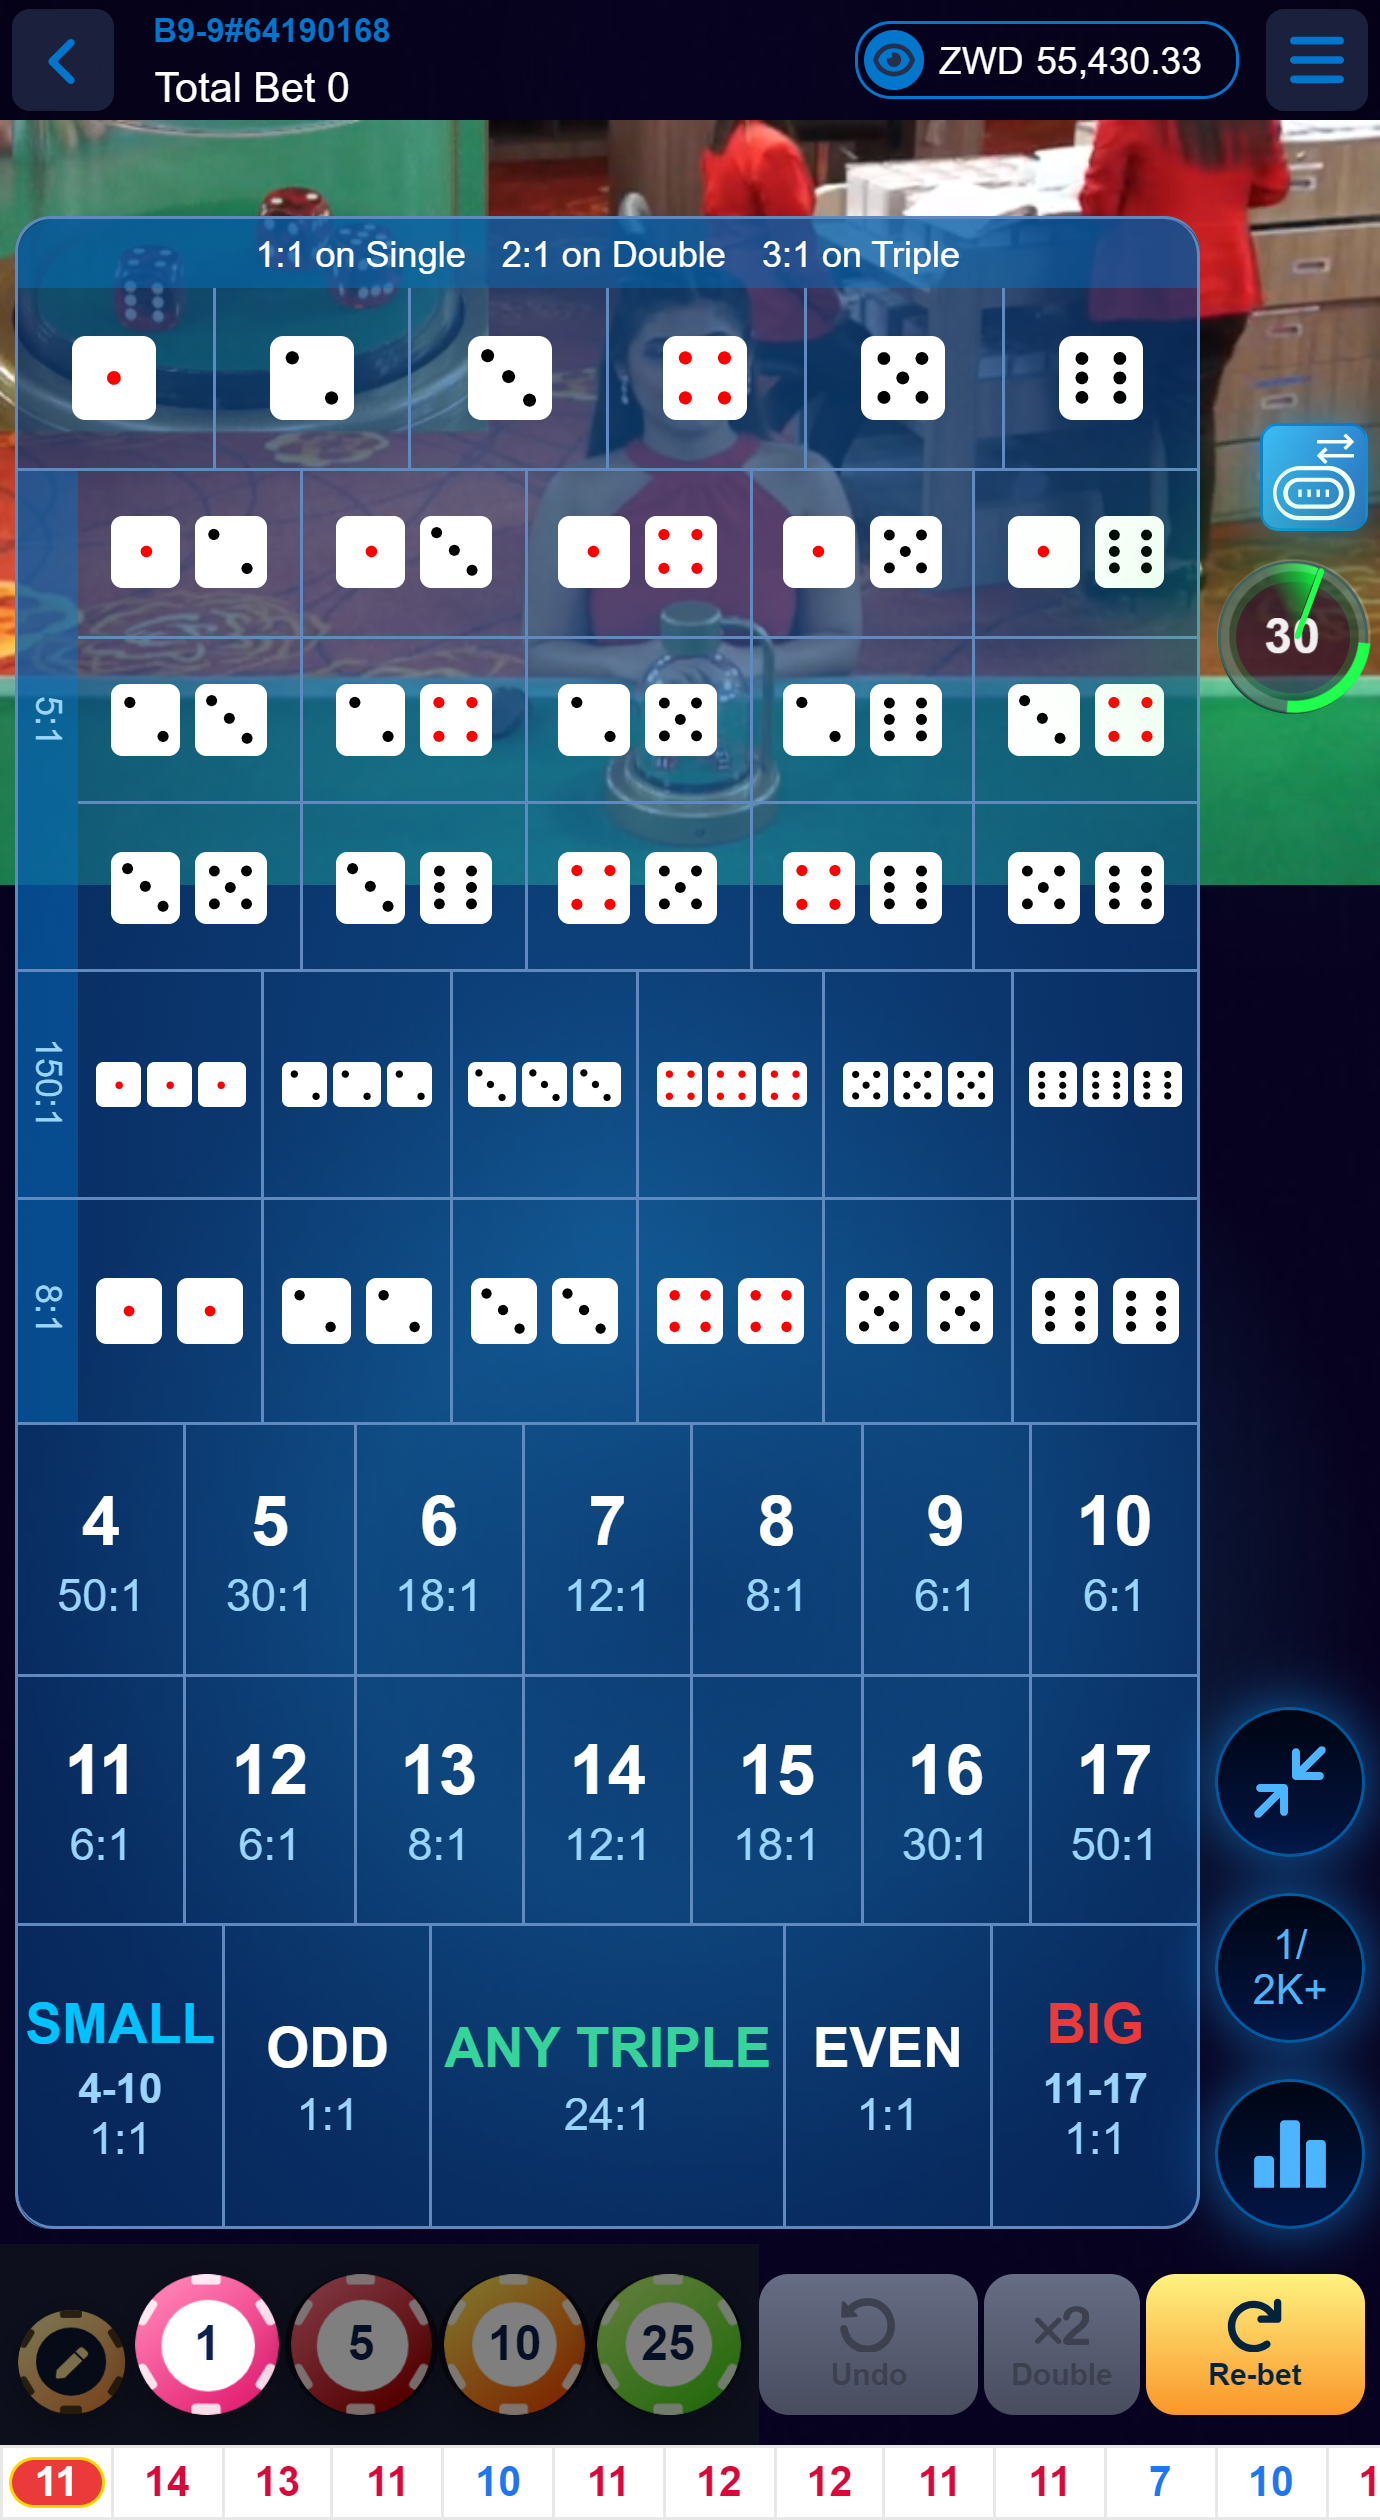 B9-9#64190168
Total Bet 0
ZWD 55,430.33
1:1 on Single 2:1 on Double 3:1 on Triple
30
5:1
150:1
8:1
4 5 6 7 8 9 10
50:1 30:1 18:1 12:1 8:1 6:1 6:1
11 12 13 14 15 16 17
6:1 6:1 8:1 12:1 18:1 30:1 50:1
1/
2K+
SMALL
4-10
1:1
ODD
1:1
ANY TRIPLE
24:1
EVEN
1:1
BIG
11-17
1:1
1 5 10 25
Undo
x2
Double
Re-bet
11 14 13 11 10 11 12 12 11 11 7 10